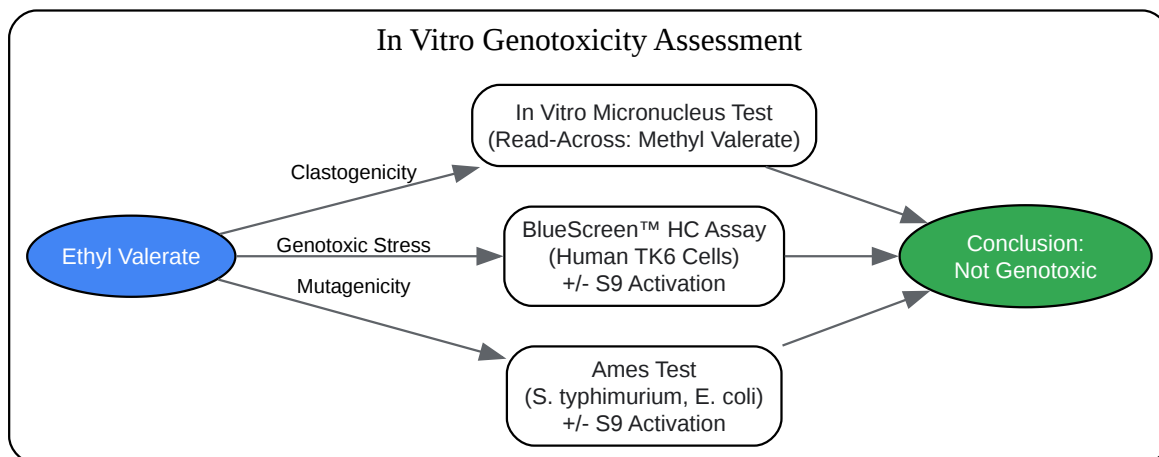 In Vitro Genotoxicity Assessment
In Vitro Micronucleus Test
(Read-Across: Methyl Valerate)
Clastogenicity
Ethyl Valerate
Genotoxic Stress
BlueScreen™ HC Assay
(Human TK6 Cells)
+/- S9 Activation
Conclusion:
Not Genotoxic
Mutagenicity
Ames Test
(S. typhimurium, E. coli)
+/- S9 Activation